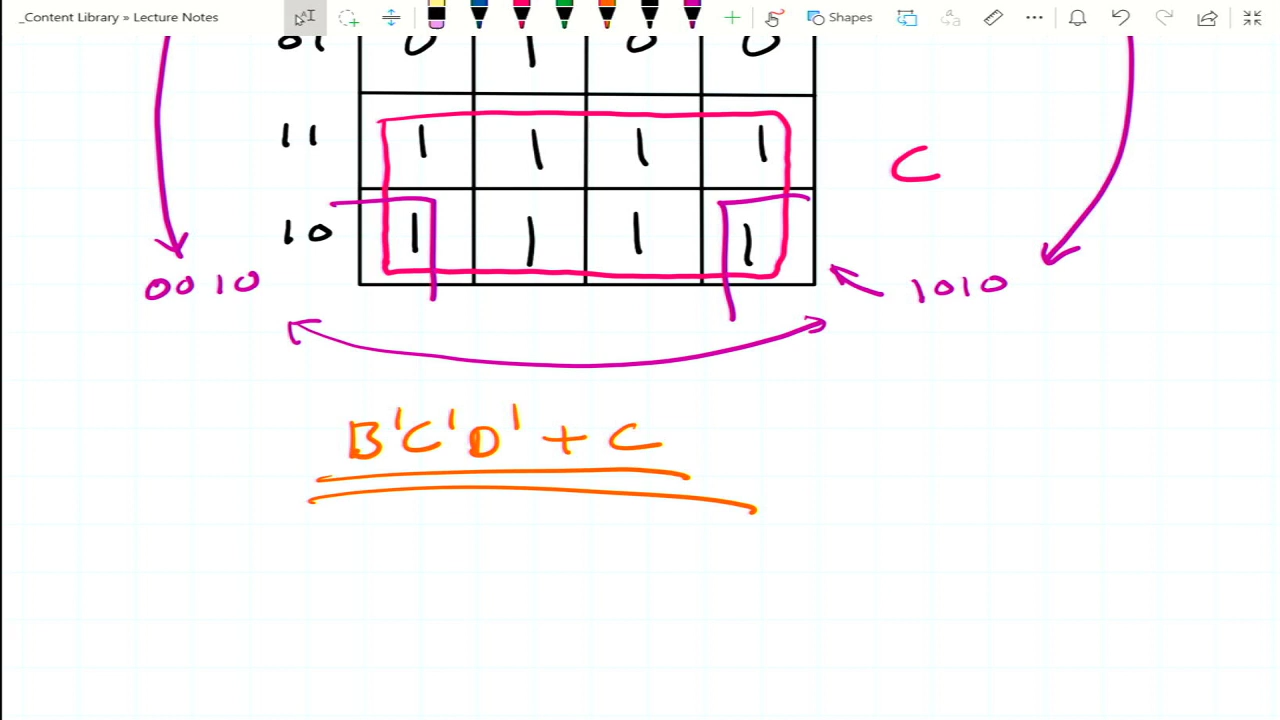 _Content Library » Lecture Notes
Shapes
01 0 1 0 0
11 1 1 1 1
C
10 1 1 1 1
0010
1010
B'C'D' + C